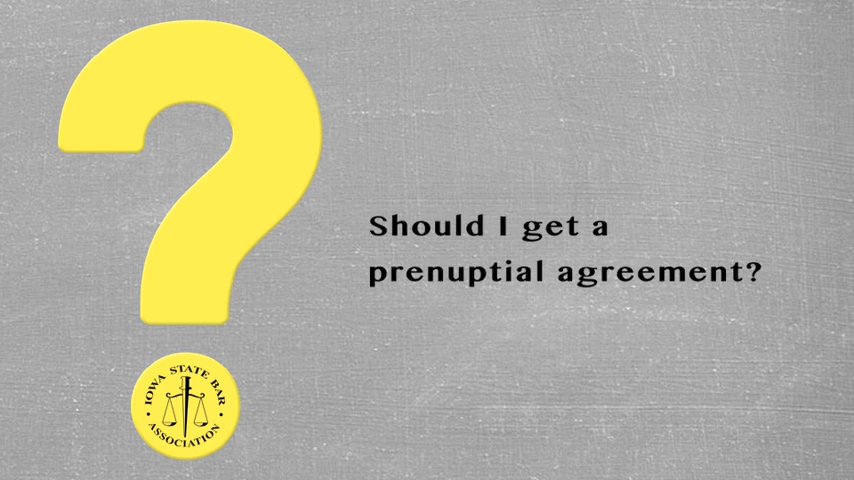 Should I get a
prenuptial agreement?
IOWA STATE BAR
ASSOCIATION